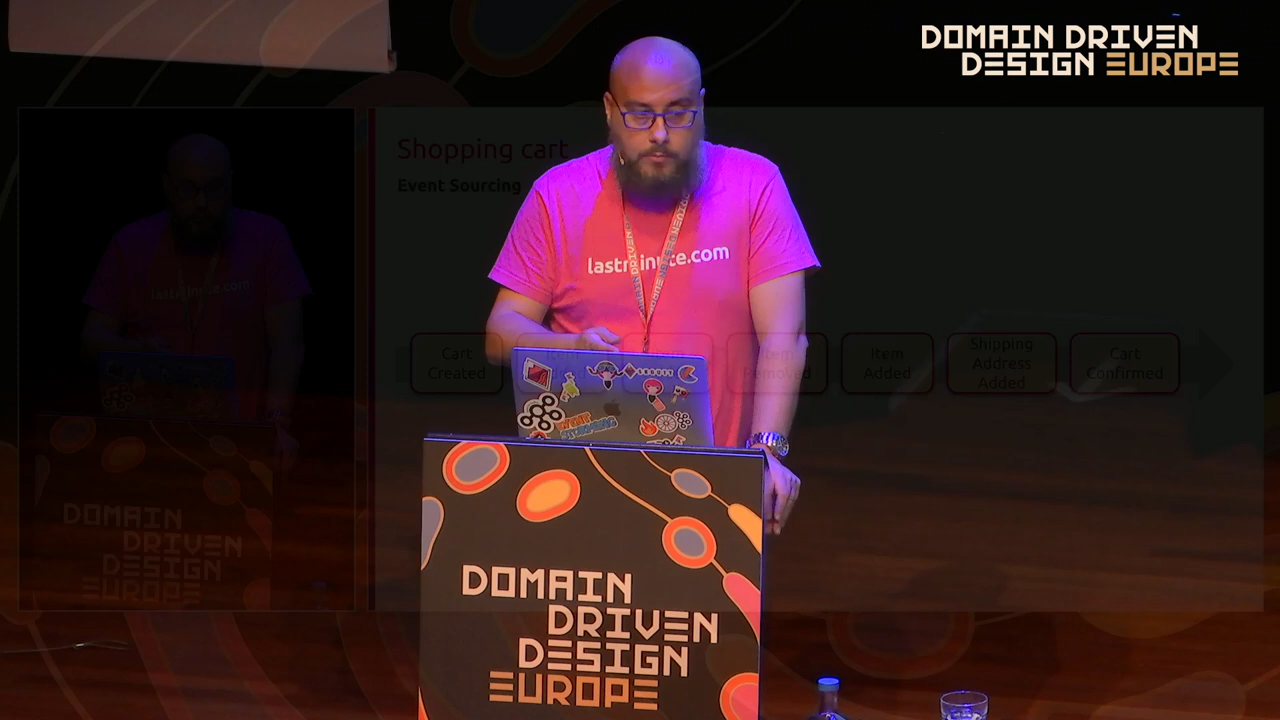 DOMAIN DRIVEN
DESIGN EUROPE
Shopping cart
Event Sourcing
Cart
Created
Item
Removed
Item
Added
Shipping
Address
Added
Cart
Confirmed
lastminute.com
DOMAIN
DRIVEN
DESIGN
EUROPE
DOMAIN
DRIVEN
DESIGN
EUROPE